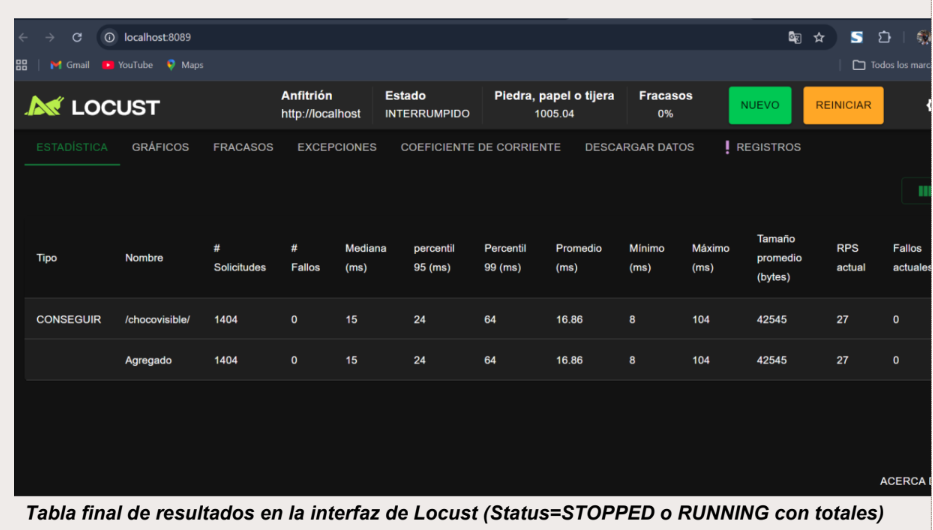 localhost:8089
Gmail YouTube Maps Todos los marc
LOCUST
Anfitrión Estado Piedra, papel o tijera Fracasos
http://localhost INTERRUMPIDO 1005.04 0%
NUEVO REINICIAR
ESTADÍSTICA GRÁFICOS FRACASOS EXCEPCIONES COEFICIENTE DE CORRIENTE DESCARGAR DATOS REGISTROS
Tipo Nombre # Solicitudes # Fallos Mediana (ms) percentil 95 (ms) Percentil 99 (ms) Promedio (ms) Mínimo (ms) Máximo (ms) Tamaño promedio (bytes) RPS actual Fallos actuales
CONSEGUIR /chocovisible/ 1404 0 15 24 64 16.86 8 104 42545 27 0
Agregado 1404 0 15 24 64 16.86 8 104 42545 27 0
ACERCA
Tabla final de resultados en la interfaz de Locust (Status=STOPPED o RUNNING con totales)